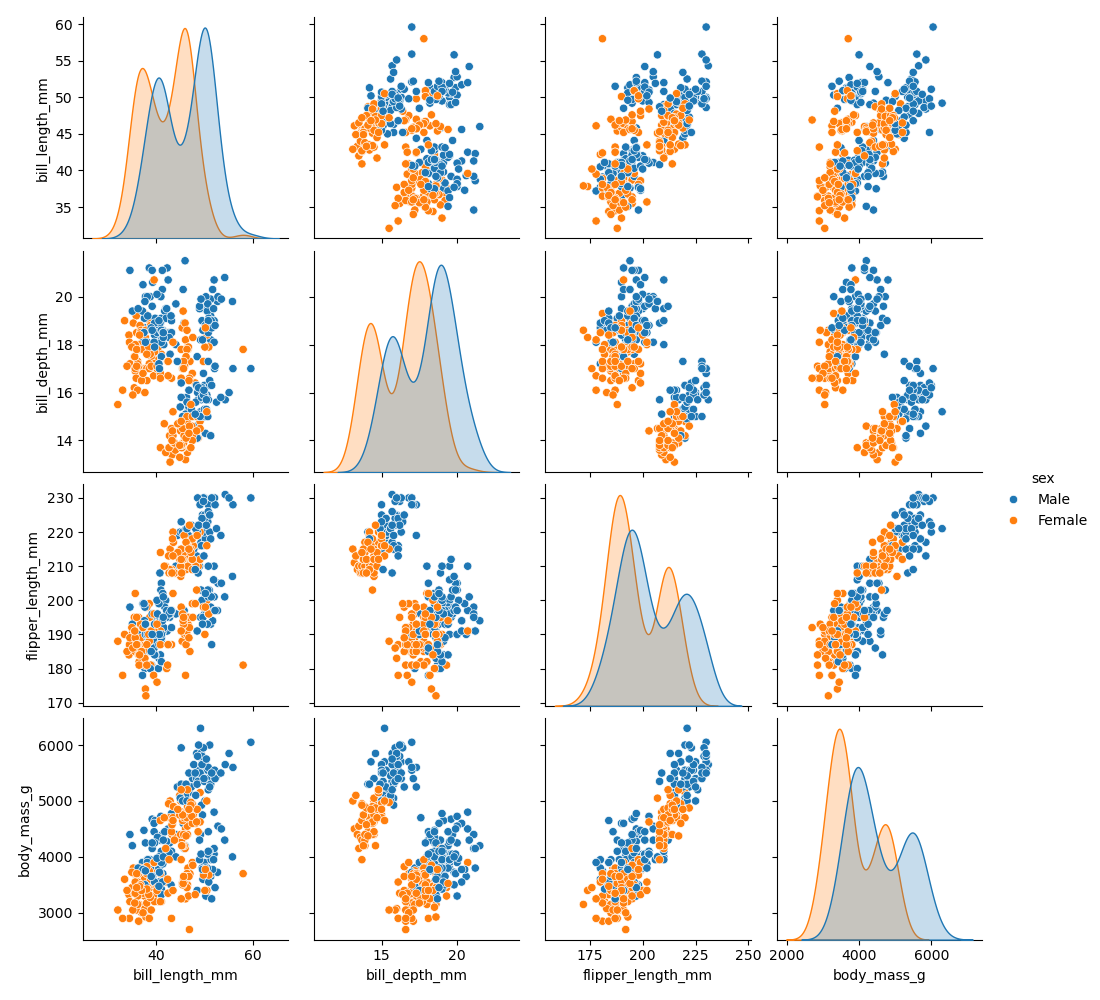 60
55
50
45
40
35
bill_length_mm
20
18
16
14
bill_depth_mm
230
220
210
200
190
180
170
flipper_length_mm
6000
5000
4000
3000
body_mass_g
40 60
bill_length_mm
15 20
bill_depth_mm
175 200 225 250
flipper_length_mm
2000 4000 6000
body_mass_g
sex
Male
Female